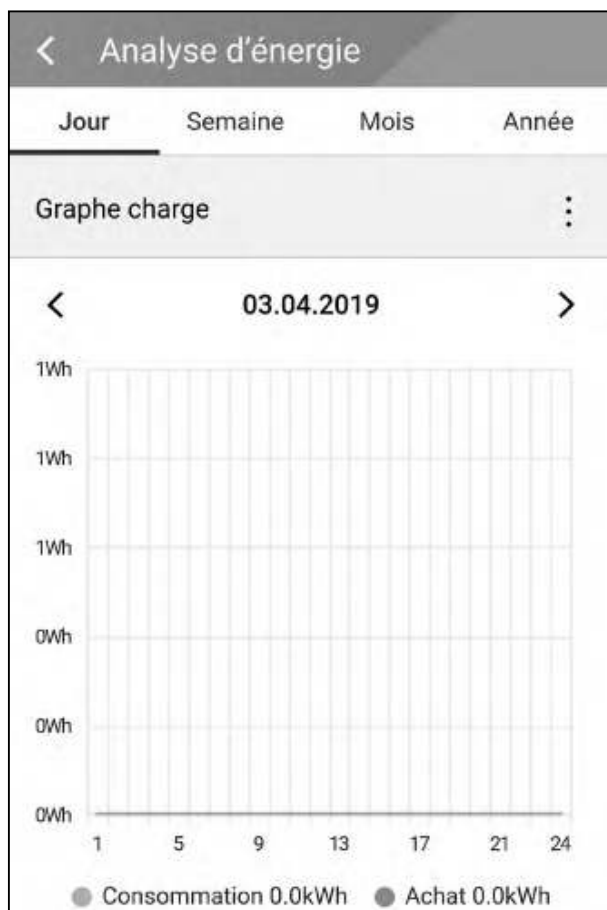 Analyse d’énergie
Jour Semaine Mois Année
Graphe charge
03.04.2019
1Wh
1Wh
1Wh
0Wh
0Wh
0Wh
1 5 9 13 17 21 24
Consommation 0.0kWh Achat 0.0kWh